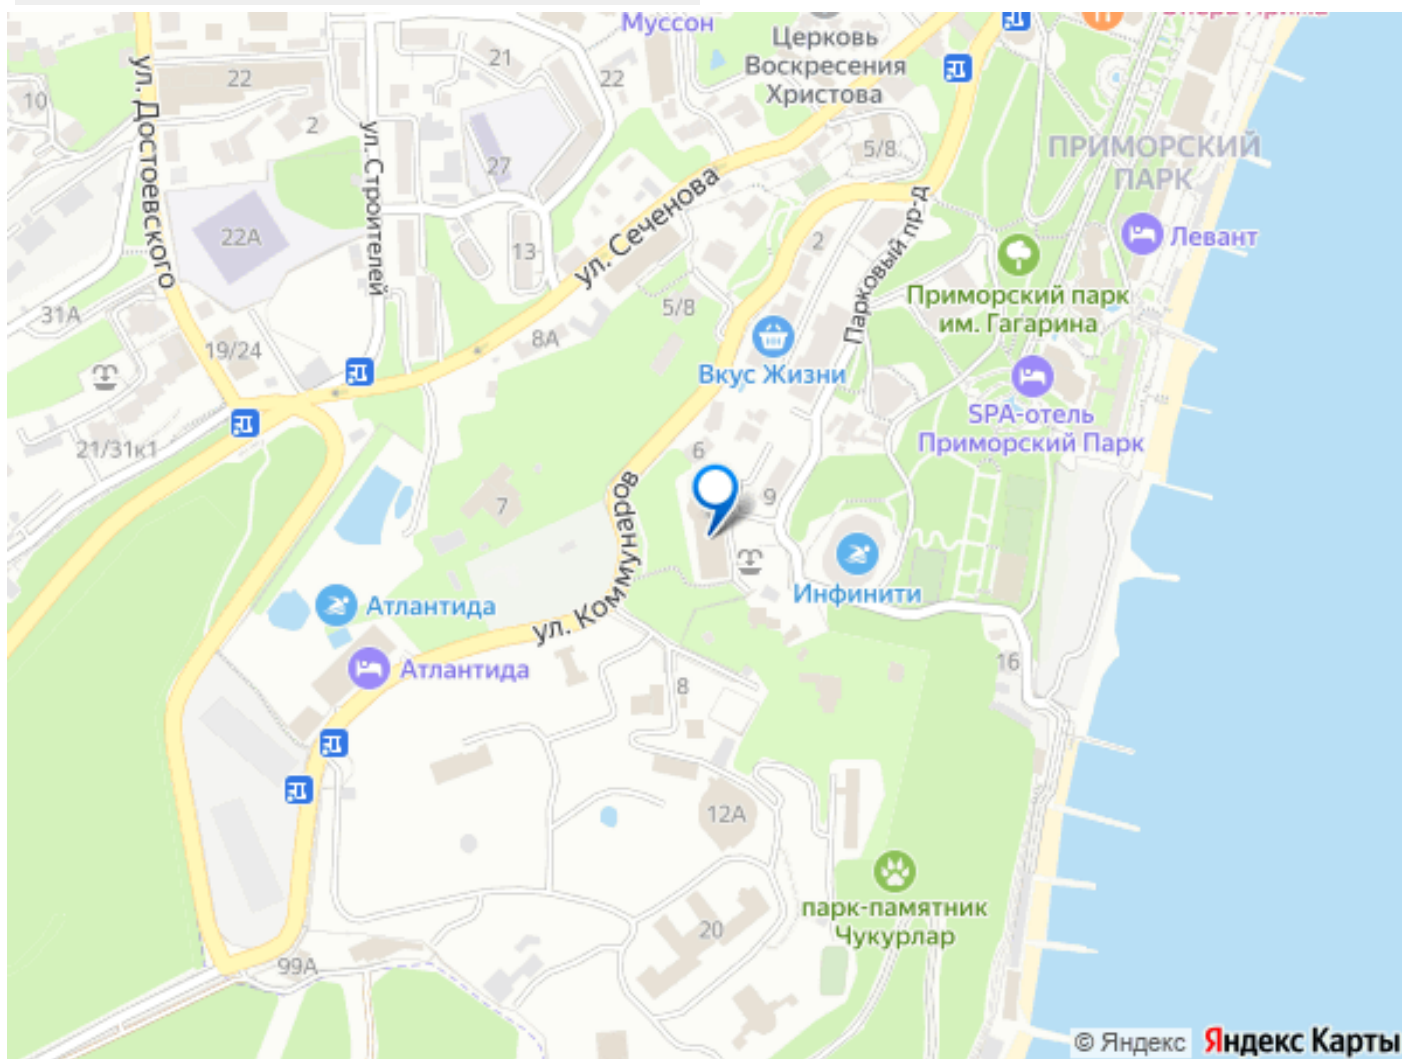 Муссон
Церковь
Воскресения
Христова
21
22
22
10
2
ул. Достоевского
ул. Строителей
27
5/8
ПРИМОРСКИЙ
ПАРК
ул. Сеченова
22А
13
2
Парковый пр-д
Левант
Приморский парк
им. Гагарина
31А
5/8
8А
19/24
Вкус Жизни
SPA-отель
Приморский Парк
21/31к1
6
7
9
ул. Коммунаров
Инфинити
Атлантида
Атлантида
16
8
12А
парк-памятник
Чукурлар
20
99А
© Яндекс
Яндекс Карты